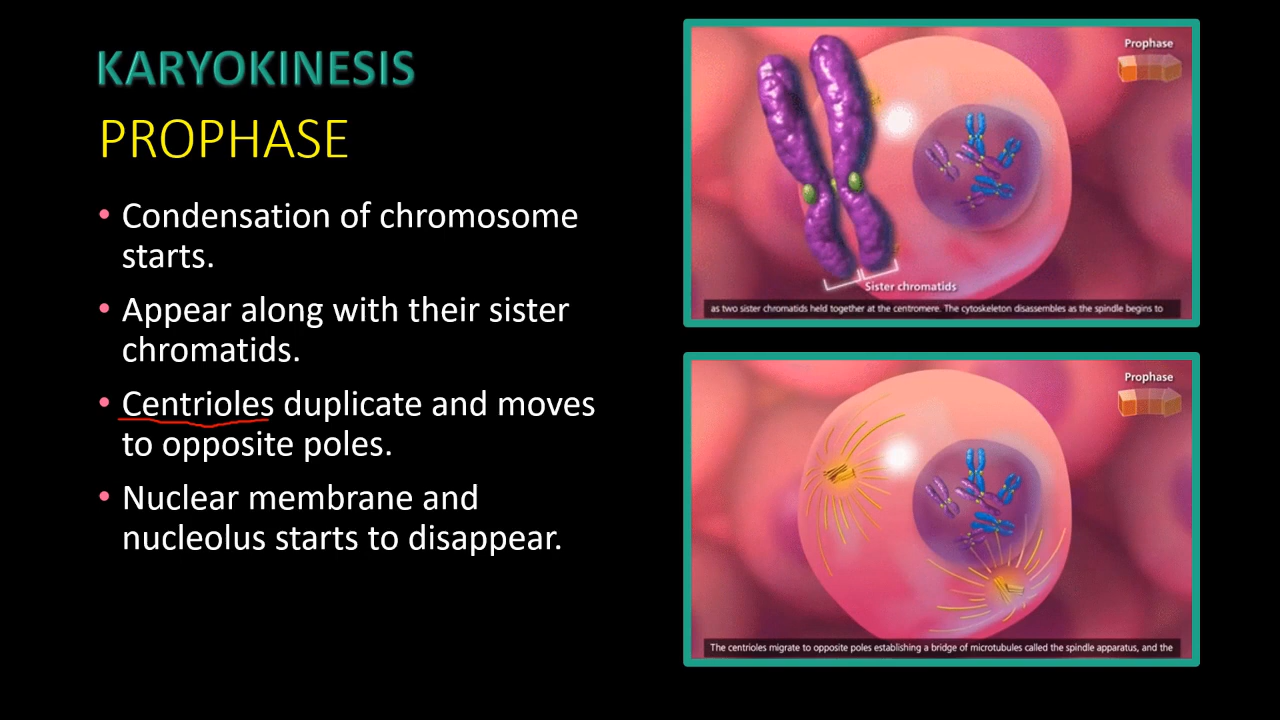 KARYOKINESIS
PROPHASE
• Condensation of chromosome
starts.
• Appear along with their sister
chromatids.
• Centrioles duplicate and moves
to opposite poles.
• Nuclear membrane and
nucleolus starts to disappear.
Prophase
Sister chromatids
as two sister chromatids held together at the centromere. The cytoskeleton disassembles as the spindle begins to
Prophase
The centrioles migrate to opposite poles establishing a bridge of microtubules called the spindle apparatus, and the